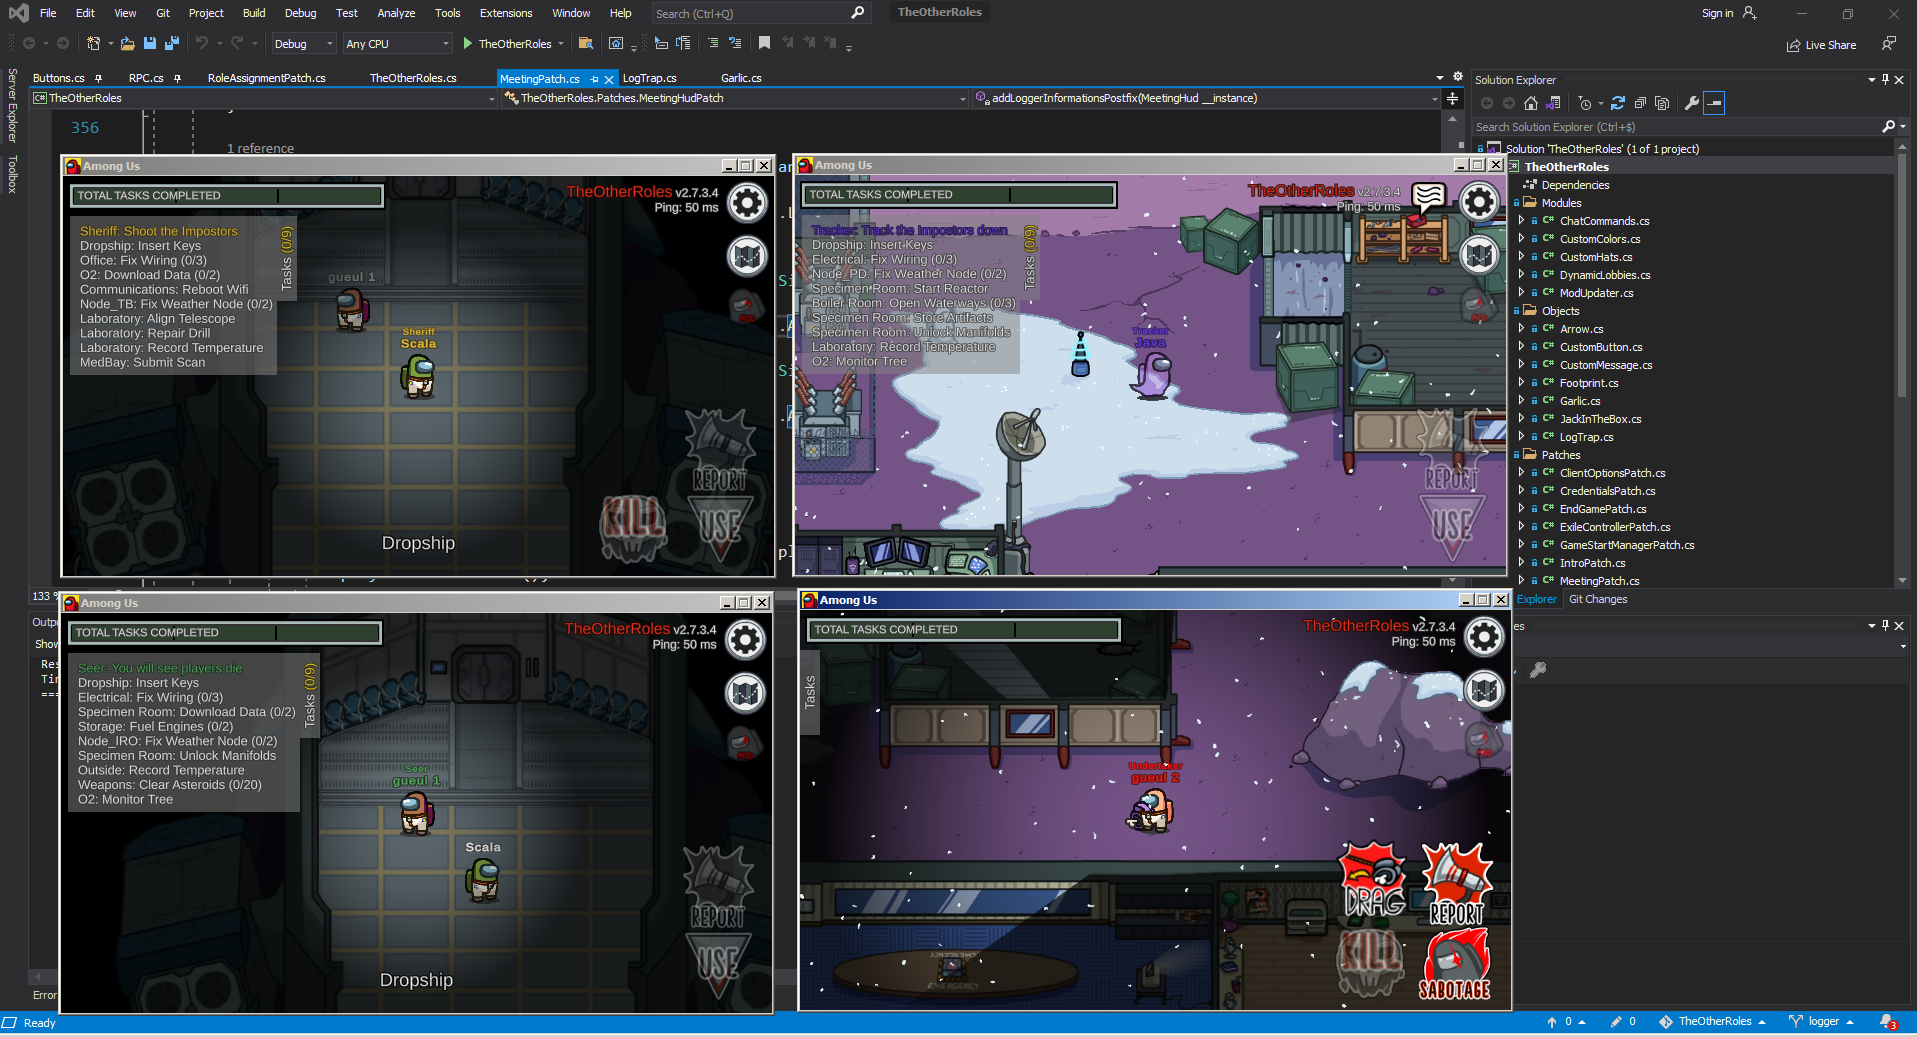 File Edit View Git Project Build Debug Test Analyze Tools Extensions Window Help Search (Ctrl+Q) TheOtherRoles Sign in
Debug Any CPU TheOtherRoles Live Share
Server Explorer
Toolbox
Buttons.cs RPC.cs RoleAssignmentPatch.cs TheOtherRoles.cs MeetingPatch.cs LogTrap.cs Garlic.cs
TheOtherRoles TheOtherRoles.Patches.MeetingHudPatch addLoggerInformationsPostfix(MeetingHud __instance)
356
1 reference
133 %
Among Us
TOTAL TASKS COMPLETED
TheOtherRoles v2.7.3.4
Ping: 50 ms
Sheriff: Shoot the Impostors
Dropship: Insert Keys
Office: Fix Wiring (0/3)
O2: Download Data (0/2)
Communications: Reboot Wifi
Node_TB: Fix Weather Node (0/2)
Laboratory: Align Telescope
Laboratory: Repair Drill
Laboratory: Record Temperature
MedBay: Submit Scan
Tasks (0/9)
gueul 1
Sheriff
Scala
REPORT
KILL
USE
Dropship
Among Us
TOTAL TASKS COMPLETED
TheOtherRoles v2.7.3.4
Ping: 50 ms
Tracker: Track the Impostors down
Dropship: Insert Keys
Electrical: Fix Wiring (0/3)
Node_PD: Fix Weather Node (0/2)
Specimen Room: Start Reactor
Boiler Room: Open Waterways (0/3)
Specimen Room: Store Artifacts
Specimen Room: Unlock Manifolds
Laboratory: Record Temperature
O2: Monitor Tree
Tasks (0/9)
Tracker
Java
REPORT
USE
Among Us
TOTAL TASKS COMPLETED
TheOtherRoles v2.7.3.4
Ping: 50 ms
Seer: You will see players die
Dropship: Insert Keys
Electrical: Fix Wiring (0/3)
Specimen Room: Download Data (0/2)
Storage: Fuel Engines (0/2)
Node_IRO: Fix Weather Node (0/2)
Specimen Room: Unlock Manifolds
Outside: Record Temperature
Weapons: Clear Asteroids (0/20)
O2: Monitor Tree
Tasks (0/9)
Seer
gueul 1
Scala
REPORT
USE
Dropship
Among Us
TOTAL TASKS COMPLETED
TheOtherRoles v2.7.3.4
Ping: 50 ms
Tasks
Undertaker
gueul 2
DRAG
REPORT
KILL
SABOTAGE
EMERGENCY
Solution Explorer
Search Solution Explorer (Ctrl+$)
Solution 'TheOtherRoles' (1 of 1 project)
TheOtherRoles
Dependencies
Modules
ChatCommands.cs
CustomColors.cs
CustomHats.cs
DynamicLobbies.cs
ModUpdater.cs
Objects
Arrow.cs
CustomButton.cs
CustomMessage.cs
Footprint.cs
Garlic.cs
JackInTheBox.cs
LogTrap.cs
Patches
ClientOptionsPatch.cs
CredentialsPatch.cs
EndGamePatch.cs
ExileControllerPatch.cs
GameStartManagerPatch.cs
IntroPatch.cs
MeetingPatch.cs
Explorer Git Changes
Outp
Show
Res
Tin
==
Error
Ready 0 0 TheOtherRoles logger 3